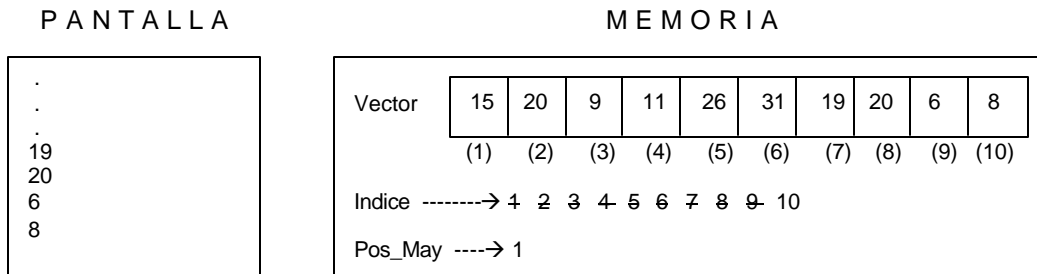 P A N T A L L A
M E M O R I A
.
.
.
19
20
6
8
Vector 15 20 9 11 26 31 19 20 6 8
(1) (2) (3) (4) (5) (6) (7) (8) (9) (10)
Indice --------→ 1 2 3 4 5 6 7 8 9 10
Pos_May ----→ 1